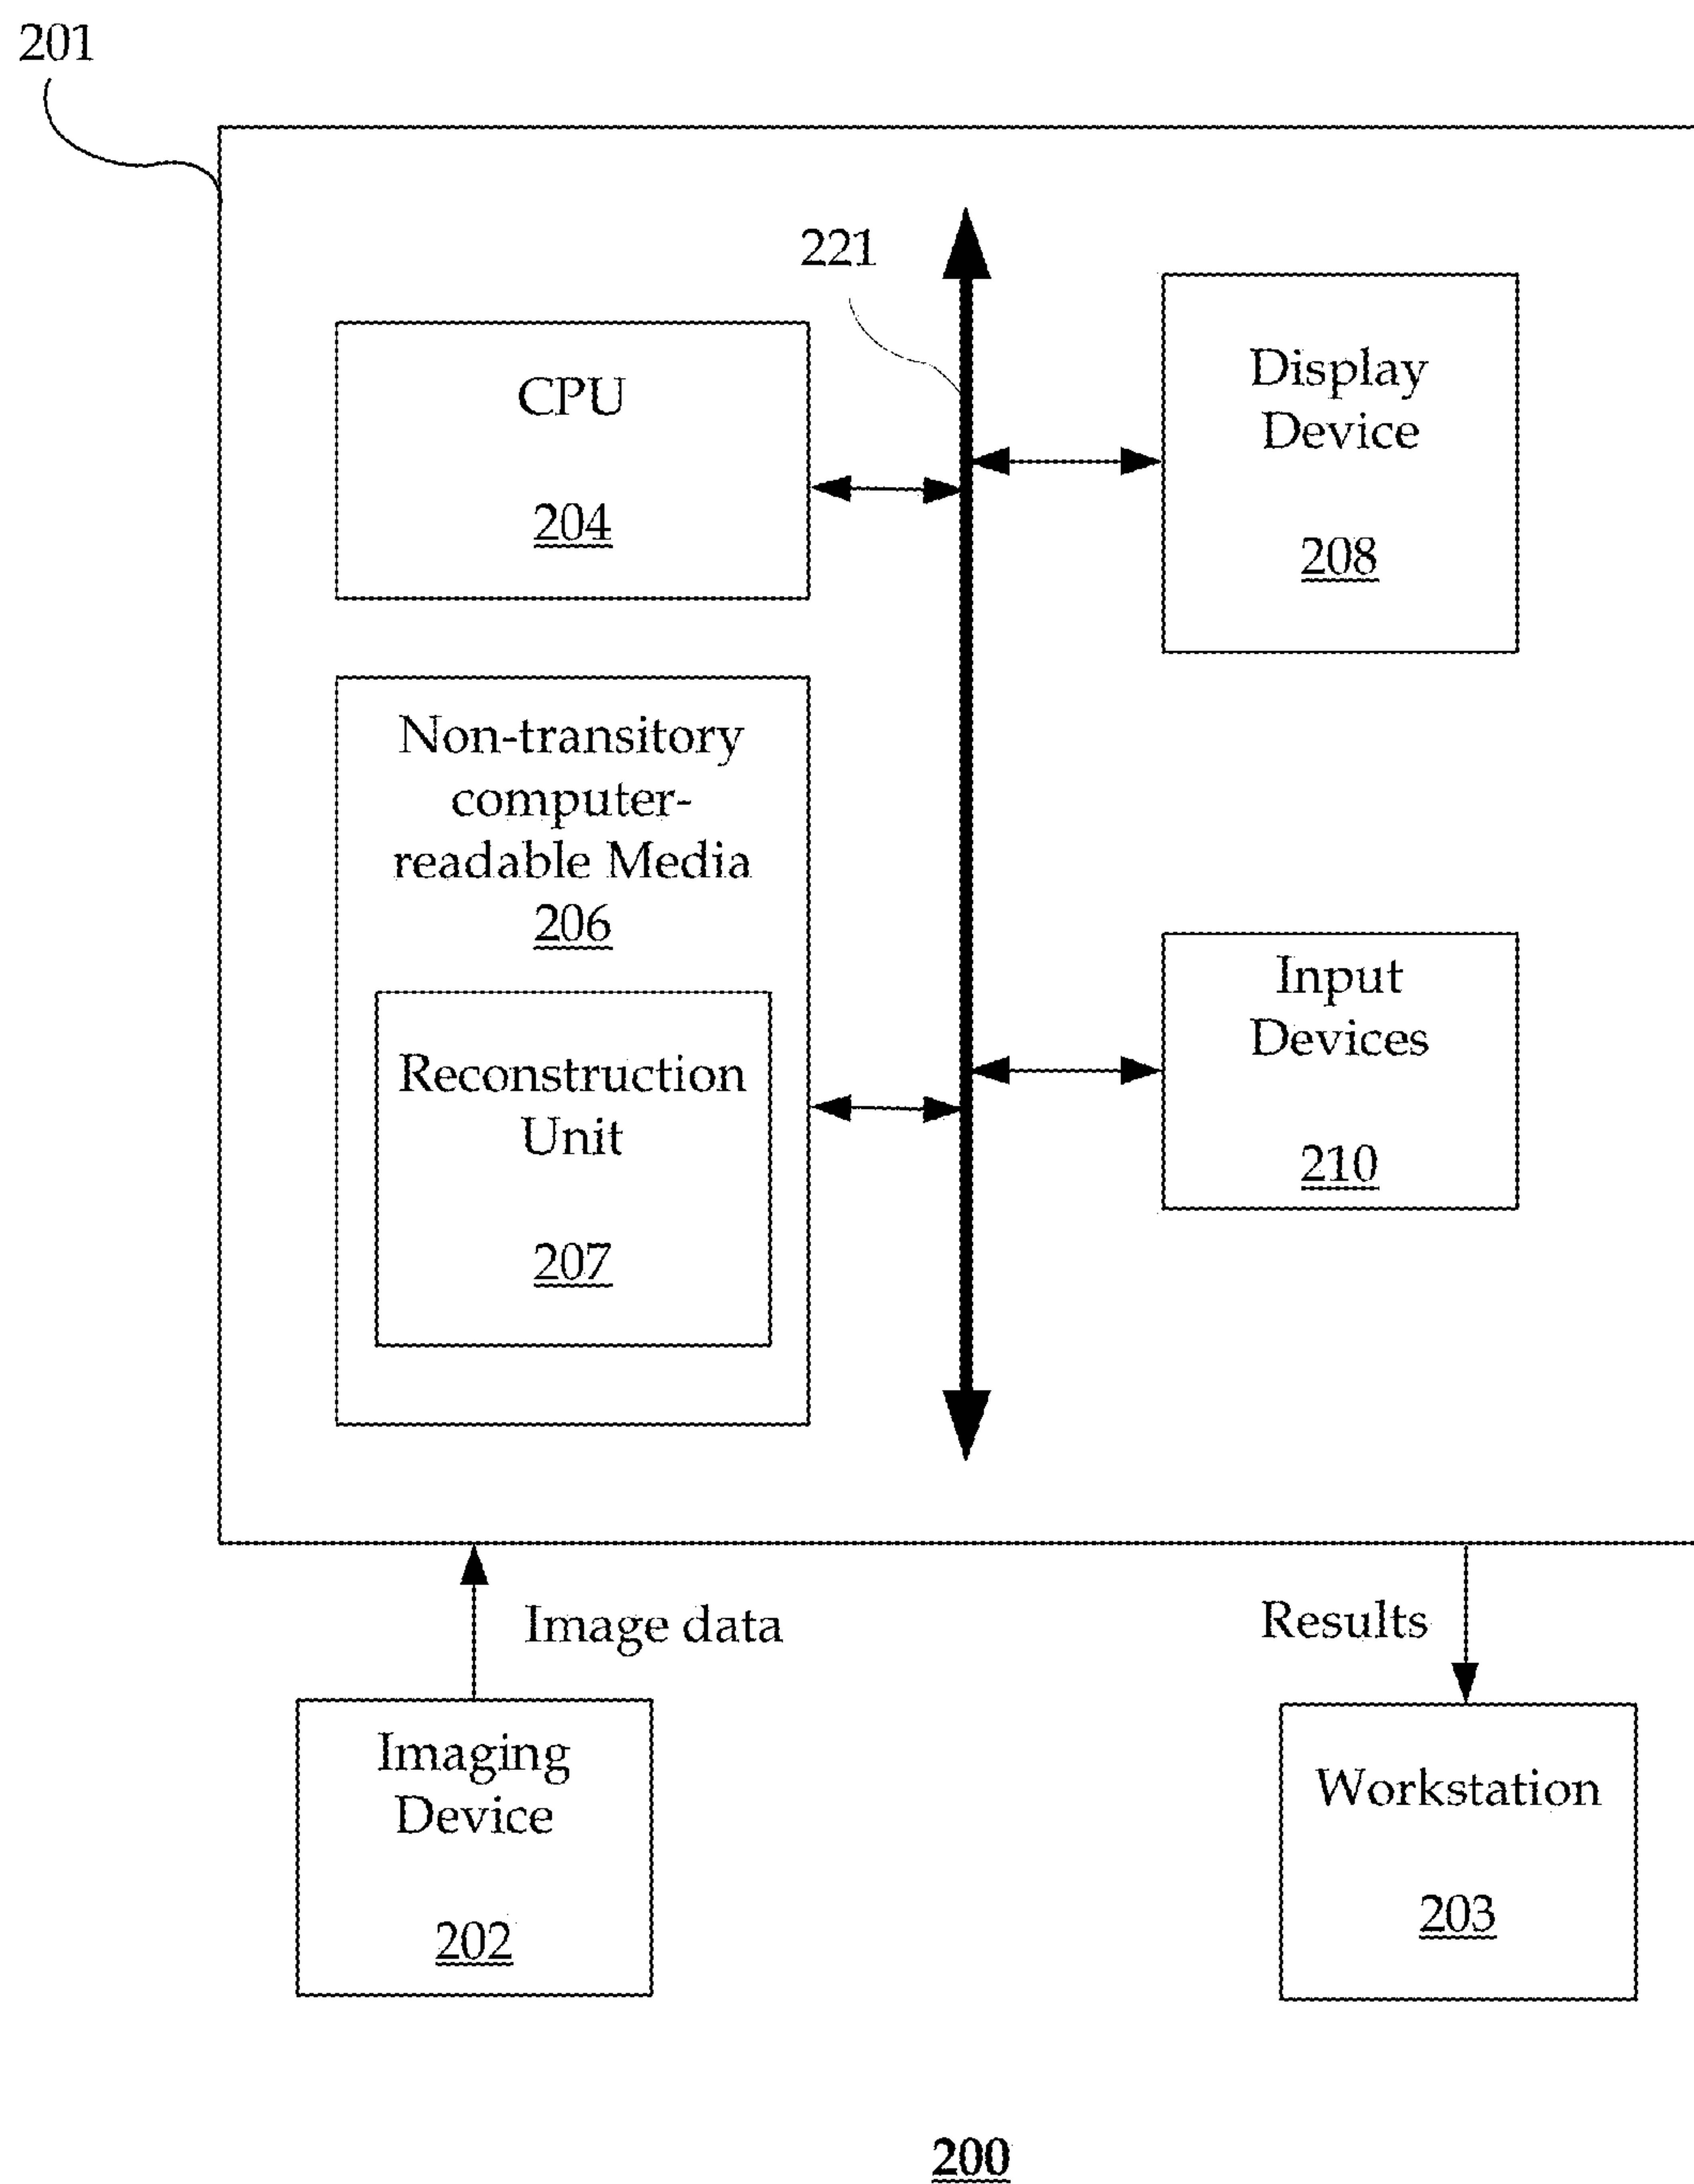 201
221
CPU
204
Display
Device
208
Non-transitory
computer-
readable Media
206
Reconstruction
Unit
207
Input
Devices
210
Image data
Results
Imaging
Device
202
Workstation
203
200